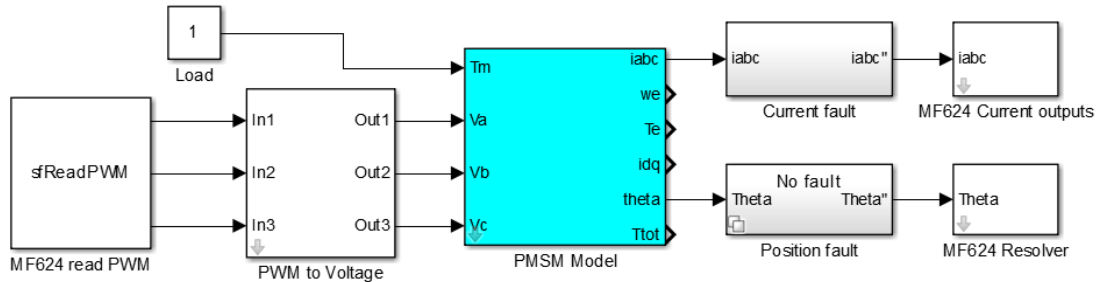 1
Load
sfReadPWM
MF624 read PWM
In1
In2
In3
Out1
Out2
Out3
PWM to Voltage
Tm
Va
Vb
Vc
iabc
we
Te
idq
theta
Ttot
PMSM Model
iabc
iabc"
Current fault
iabc
MF624 Current outputs
No fault
Theta
Theta"
Position fault
Theta
MF624 Resolver